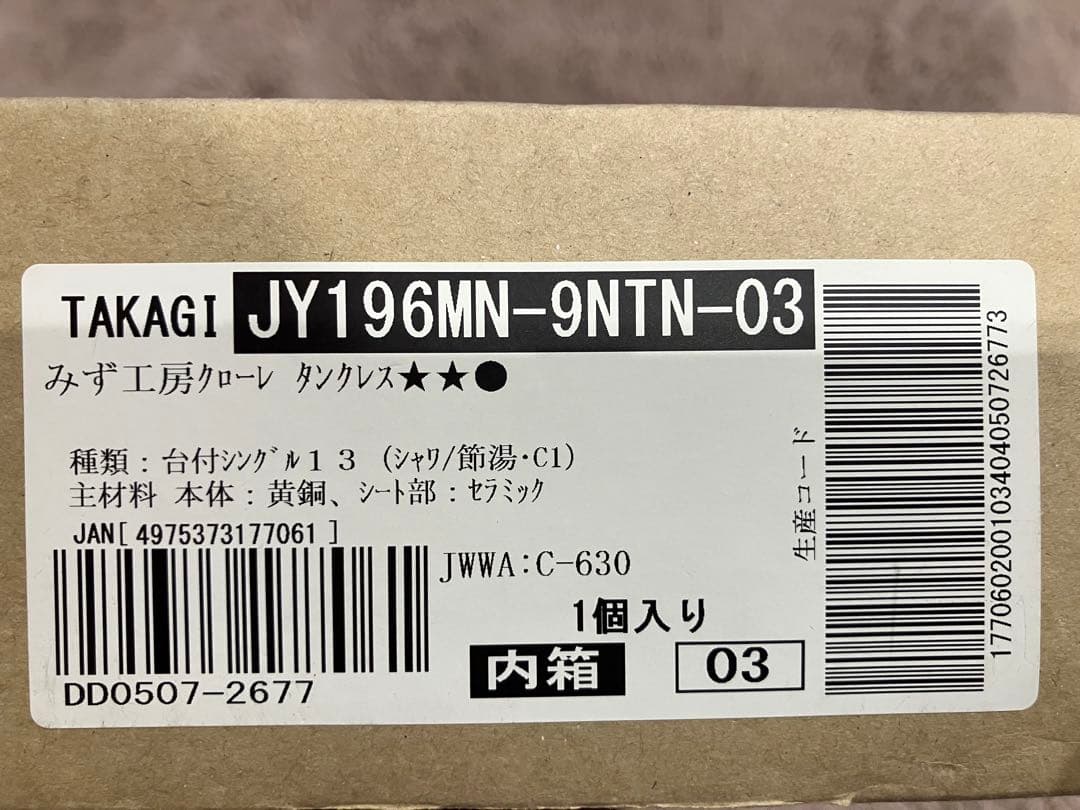 TAKAGI JY196MN-9NTN-03
みず工房ｸﾛｰﾚ ﾀﾝｸﾚｽ★★●
種類：台付ｼﾝｸﾞﾙ１３ (ｼｬﾜ/節湯･C1)
主材料 本体：黄銅、ｼｰﾄ部：ｾﾗﾐｯｸ
JAN[ 4975373177061 ]
JWWA:C-630
1個入り
内箱 03
DD0507-2677
生産コード
17706020010340405072​6773